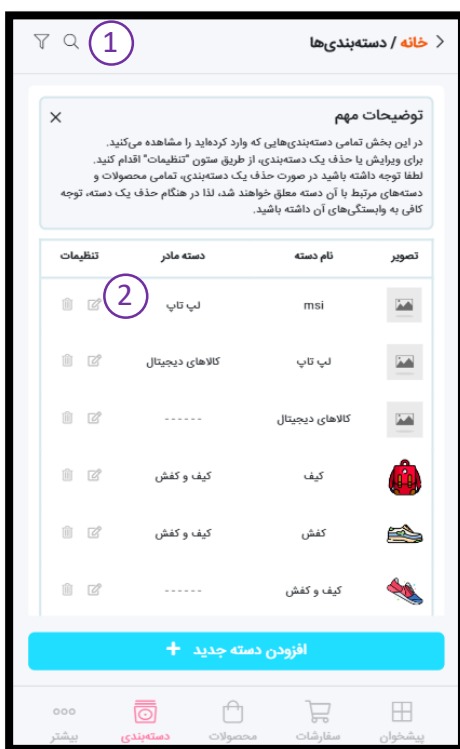 1
خانه / دسته‌بندی‌ها
توضیحات مهم
در این بخش تمامی دسته‌بندی‌هایی که وارد کرده‌اید را مشاهده می‌کنید.
برای ویرایش یا حذف یک دسته‌بندی، از طریق ستون "تنظیمات" اقدام کنید.
لطفا توجه داشته باشید در صورت حذف یک دسته‌بندی، تمامی محصولات و
دسته‌های مرتبط با آن دسته معلق خواهند شد، لذا در هنگام حذف یک دسته، توجه
کافی به وابستگی‌های آن داشته باشید.
تصویر نام دسته دسته مادر تنظیمات
msi لپ تاپ 2
لپ تاپ کالاهای دیجیتال
کالاهای دیجیتال ------
کیف کیف و کفش
کفش کیف و کفش
کیف و کفش ------
افزودن دسته جدید +
پیشخوان سفارشات محصولات دسته‌بندی بیشتر